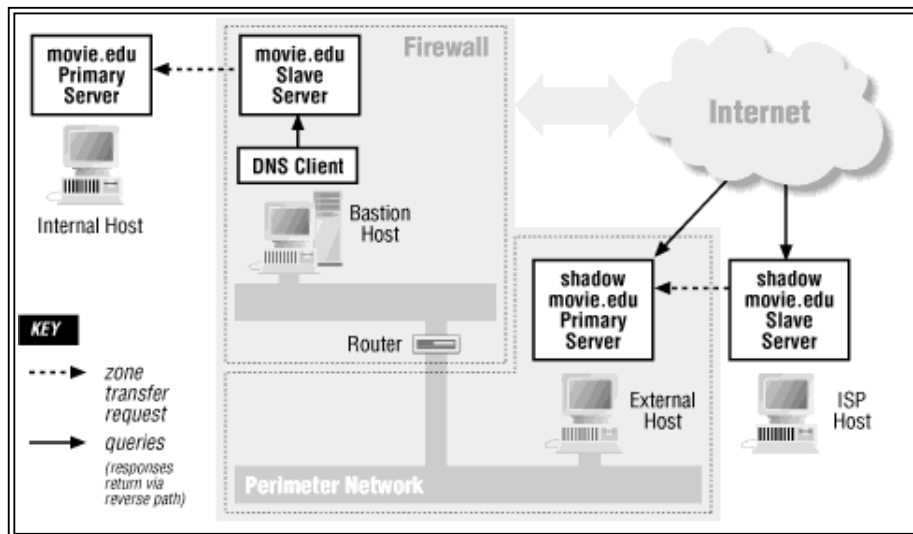 movie.edu
Primary
Server
Internal Host
movie.edu
Slave
Server
DNS Client
Bastion
Host
Firewall
Internet
Router
shadow
movie.edu
Primary
Server
External
Host
shadow
movie.edu
Slave
Server
ISP
Host
Perimeter Network
KEY
zone
transfer
request
queries
(responses
return via
reverse path)